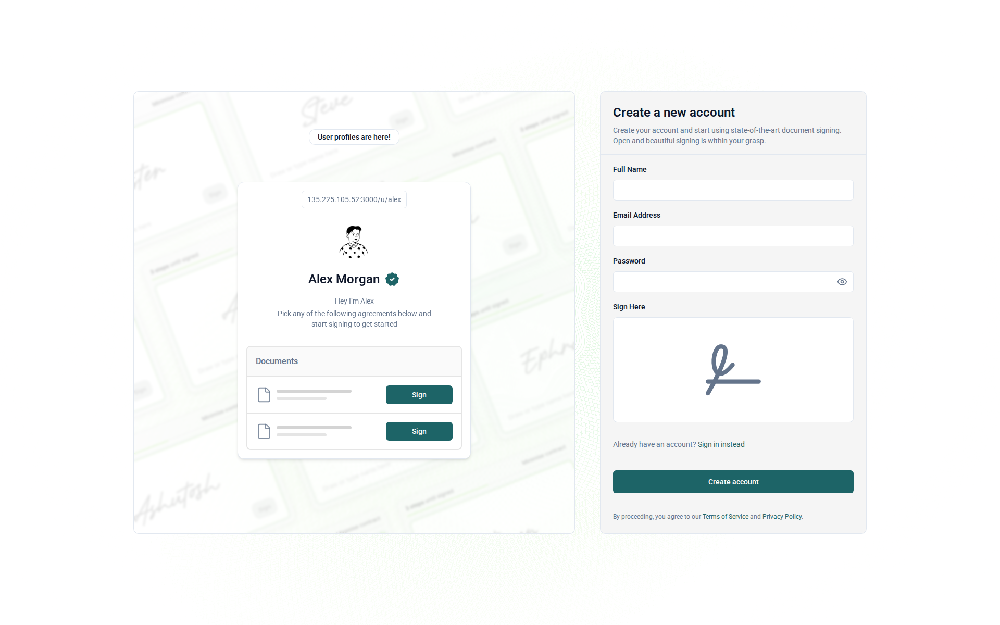 Steve
User profiles are here!
135.225.105.52:3000/u/alex
Alex Morgan
Hey I’m Alex
Pick any of the following agreements below and
start signing to get started
Documents
Sign
Sign
Ashutosh
Create a new account
Create your account and start using state-of-the-art document signing.
Open and beautiful signing is within your grasp.
Full Name
Email Address
Password
Sign Here
Already have an account? Sign in instead
Create account
By proceeding, you agree to our Terms of Service and Privacy Policy.